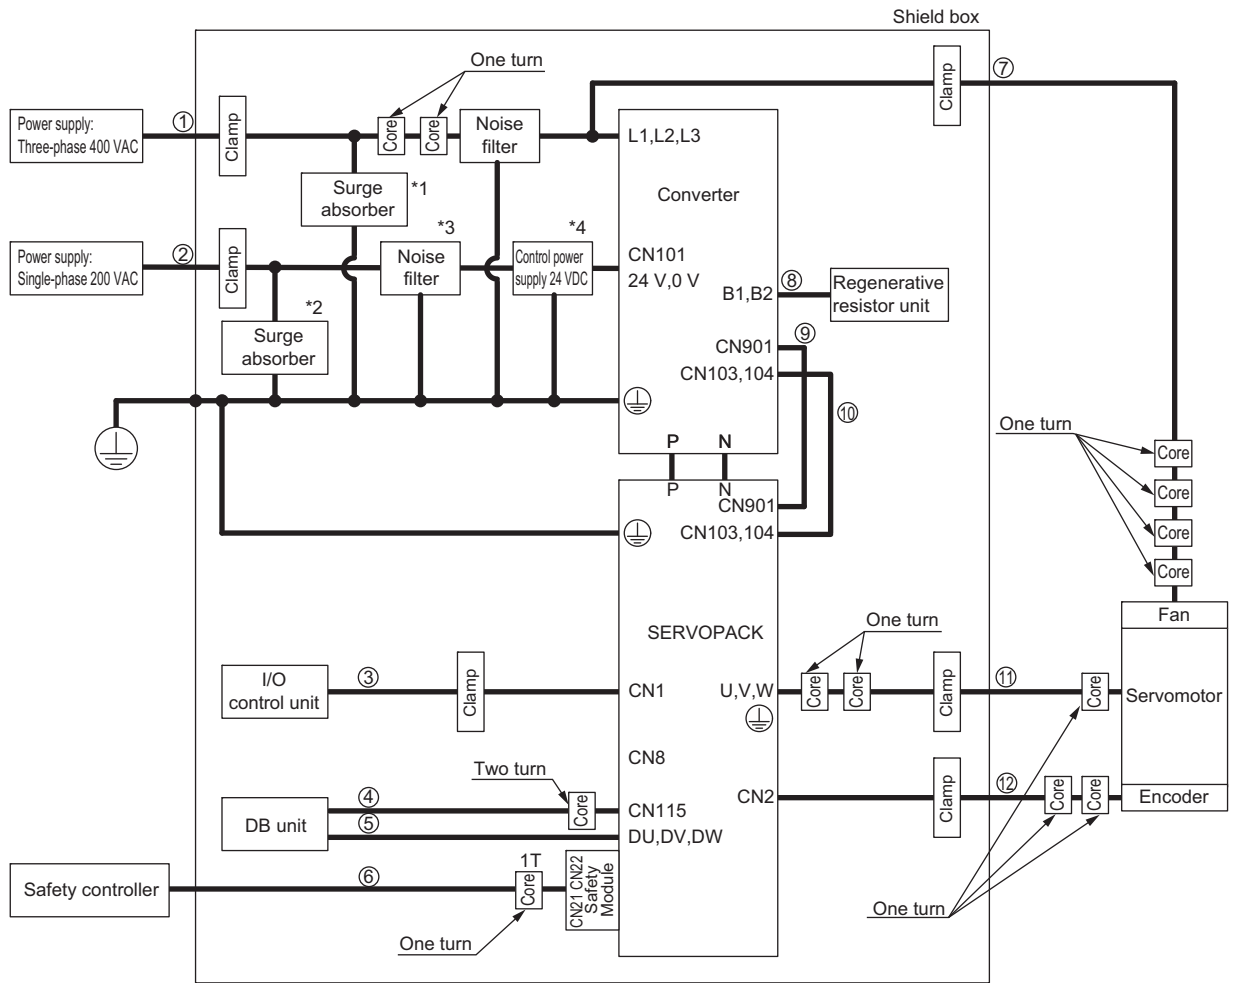 Shield box
One turn
⑦
Power supply:
Three-phase 400 VAC
①
Clamp
Core
Core
Noise
filter
L1,L2,L3
Clamp
Surge
absorber
*1
Converter
Power supply:
Single-phase 200 VAC
②
Clamp
*3
Noise
filter
*4
Control power
supply 24 VDC
CN101
24 V,0 V
B1,B2
⑧
Regenerative
resistor unit
*2
Surge
absorber
CN901
⑨
CN103,104
⑩
P
N
P
N
CN901
CN103,104
One turn
Core
Core
Core
Core
Fan
SERVOPACK
One turn
I/O
control unit
③
Clamp
CN1
U,V,W
Core
Core
Clamp
⑪
Core
Servomotor
CN8
Two turn
CN2
Clamp
⑫
Core
Core
Encoder
DB unit
④
Core
CN115
⑤
DU,DV,DW
Safety controller
⑥
1T
Core
CN21 CN22
Safety
Module
One turn
One turn